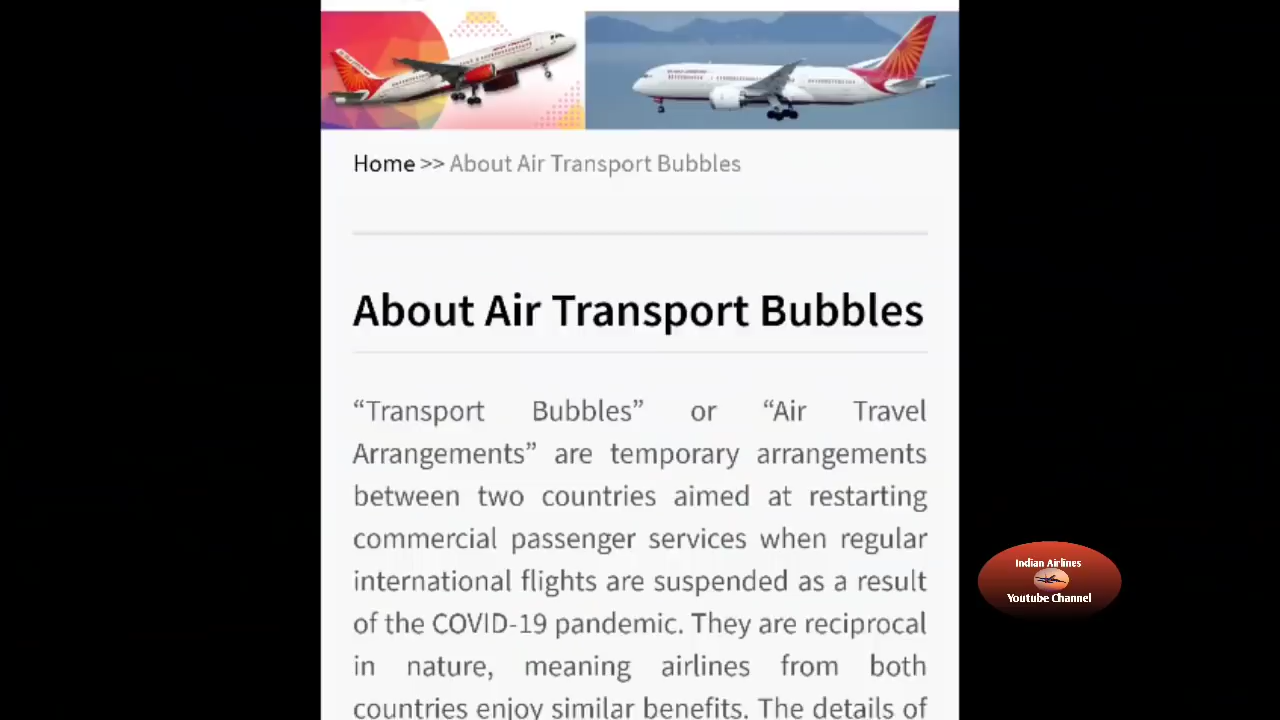 Home >> About Air Transport Bubbles
About Air Transport Bubbles
“Transport Bubbles” or “Air Travel
Arrangements” are temporary arrangements
between two countries aimed at restarting
commercial passenger services when regular
international flights are suspended as a result
of the COVID-19 pandemic. They are reciprocal
in nature, meaning airlines from both
countries enjoy similar benefits. The details of
Indian Airlines
Youtube Channel